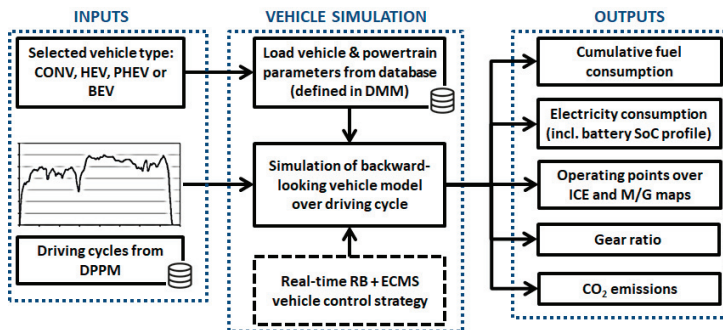 INPUTS
Selected vehicle type:
CONV, HEV, PHEV or
BEV
Driving cycles from
DPPM
VEHICLE SIMULATION
Load vehicle & powertrain
parameters from database
(defined in DMM)
Simulation of backward-
looking vehicle model
over driving cycle
Real-time RB + ECMS
vehicle control strategy
OUTPUTS
Cumulative fuel
consumption
Electricity consumption
(incl. battery SoC profile)
Operating points over
ICE and M/G maps
Gear ratio
CO₂ emissions